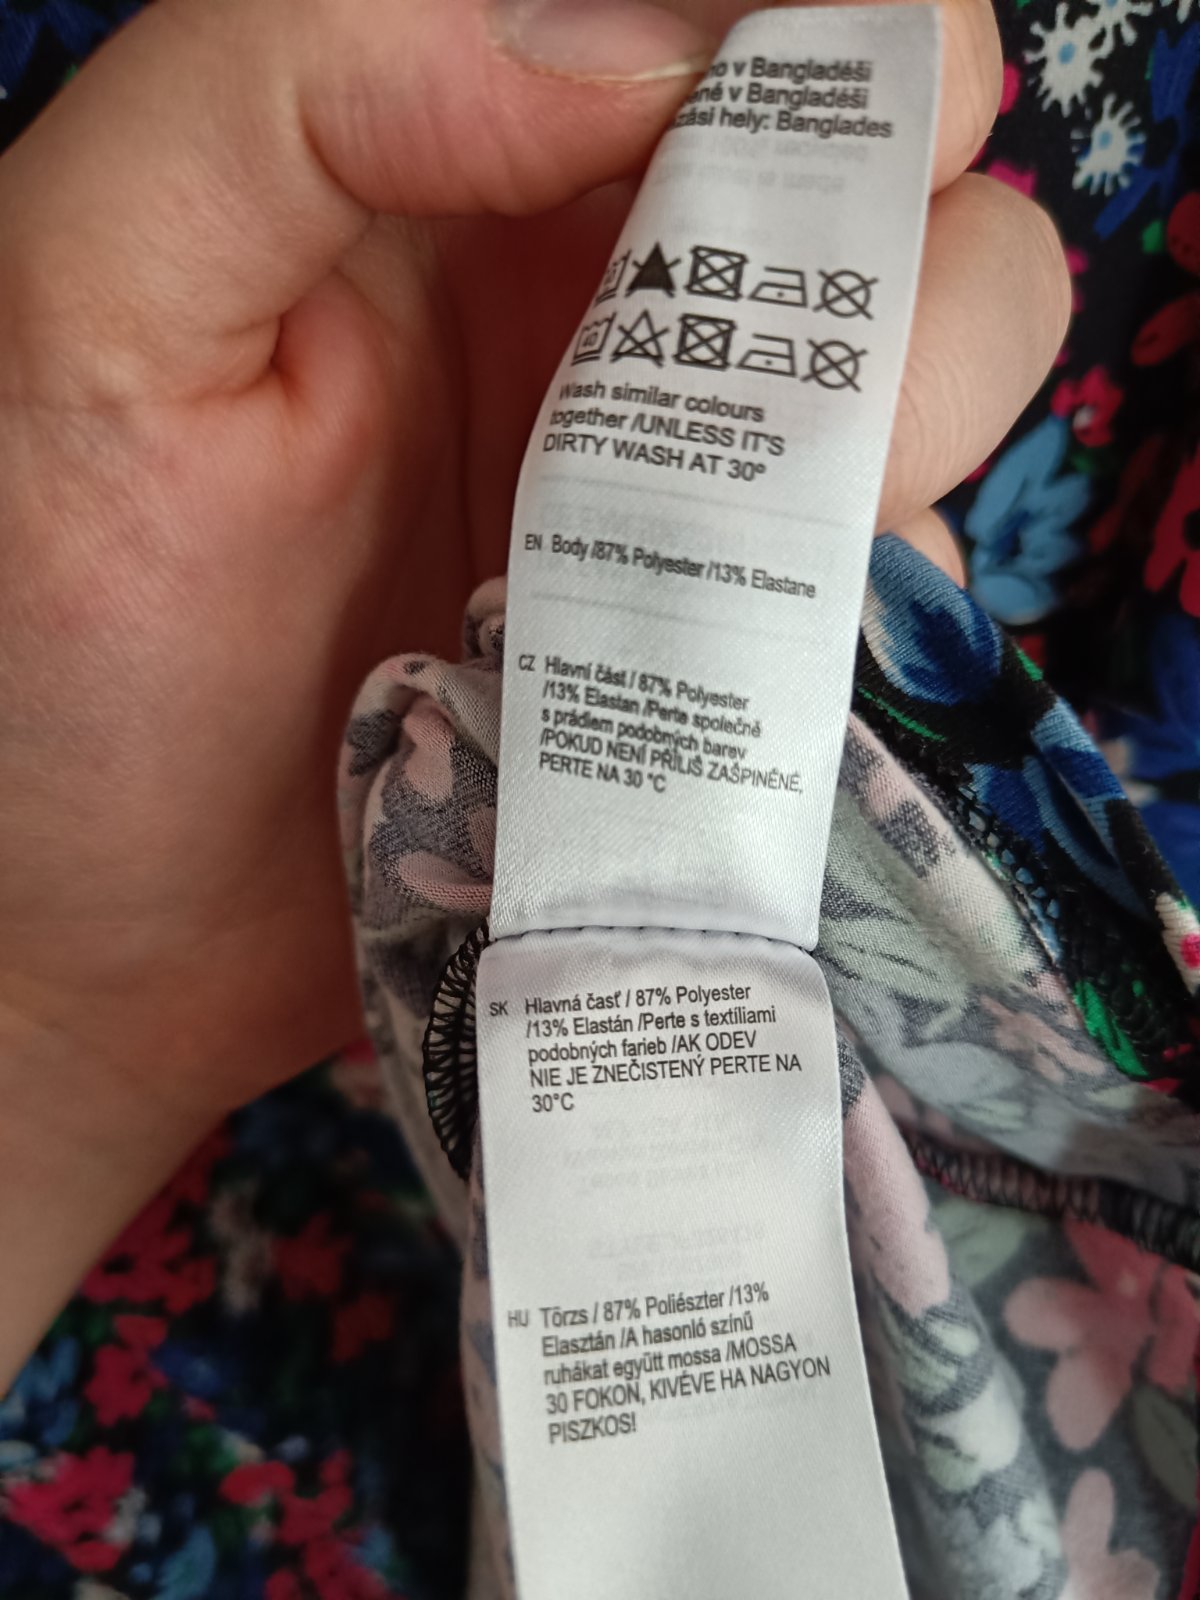 v Bangladéši
v Bangladéši
hely: Banglades
40
Wash similar colours
together /UNLESS IT'S
DIRTY WASH AT 30º
EN Body /87% Polyester /13% Elastane
CZ Hlavní část / 87% Polyester
/13% Elastan /Perte společně
s prádlem podobných barev
/POKUD NENÍ PŘÍLIŠ ZAŠPINĚNÉ,
PERTE NA 30 °C
SK Hlavná časť / 87% Polyester
/13% Elastán /Perte s textíliami
podobných farieb /AK ODEV
NIE JE ZNEČISTENÝ PERTE NA
30°C
HU Törzs / 87% Poliészter /13%
Elasztán /A hasonló színű
ruhákat együtt mossa /MOSSA
30 FOKON, KIVÉVE HA NAGYON
PISZKOS!